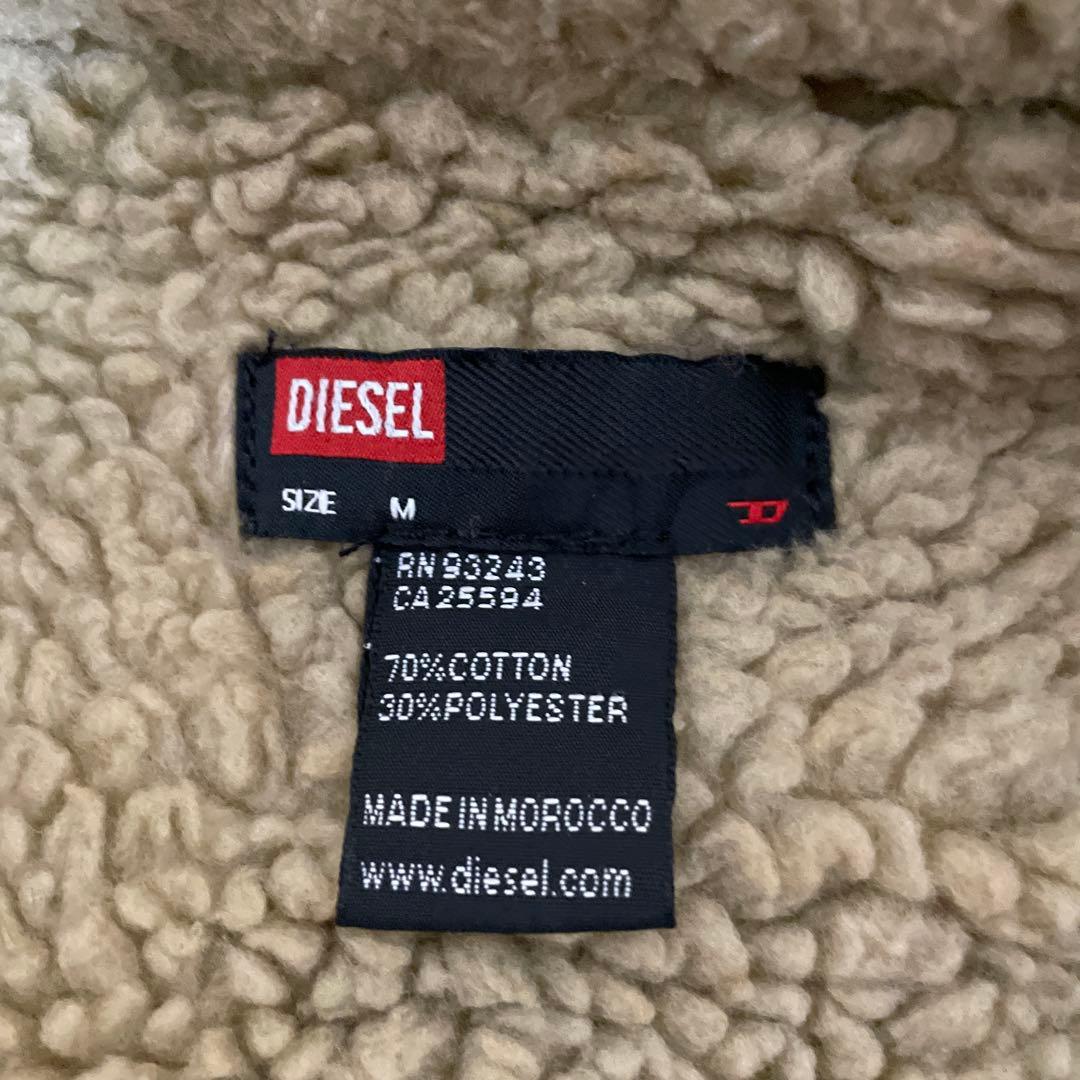 DIESEL
SIZE M
RN 93243
CA 25594
70%COTTON
30%POLYESTER
MADE IN MOROCCO
www.diesel.com